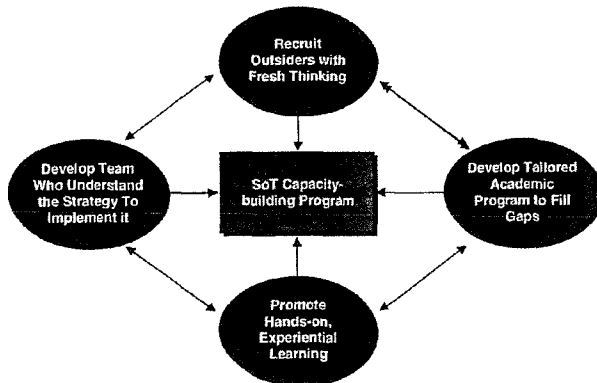 Recruit
Outsiders with
Fresh Thinking
Develop Team
Who Understand
the Strategy To
Implement it
SoT Capacity-
building Program
Develop Tailored
Academic
Program to Fill
Gaps
Promote
Hands-on,
Experiential
Learning